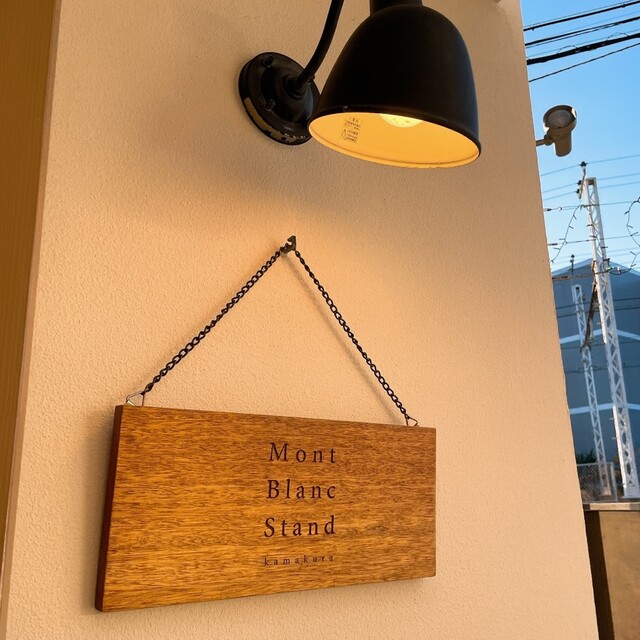 Mont
Blanc
Stand
kamakura